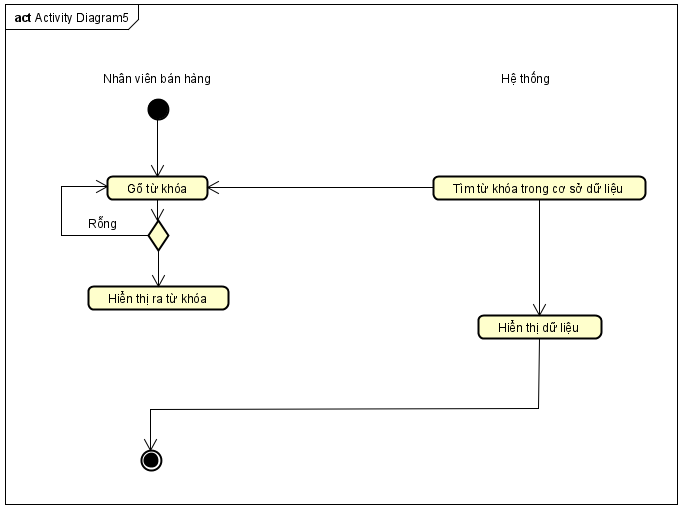 act Activity Diagram5
Nhân viên bán hàng
Hệ thống
Gõ từ khóa
Tìm từ khóa trong cơ sở dữ liệu
Rỗng
Hiển thị ra từ khóa
Hiển thị dữ liệu